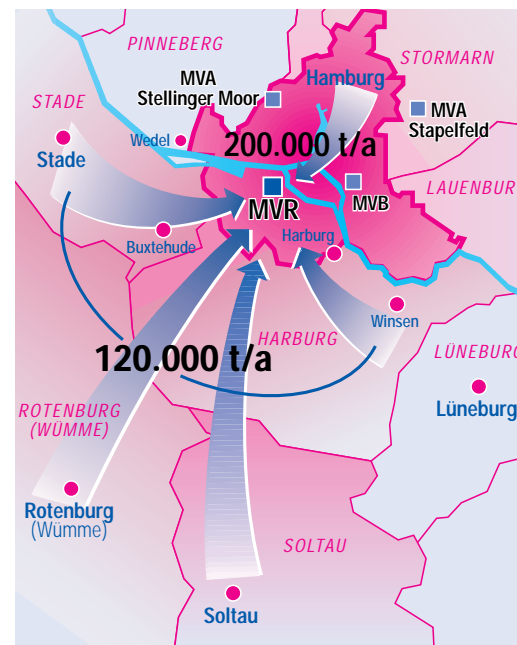 PINNEBERG
STORMARN
MVA
Stellinger Moor
Hamburg
STADE
MVA
Stapelfeld
Wedel
200.000 t/a
Stade
LAUENBUR
MVR
MVB
Buxtehude
Harburg
Winsen
HARBURG
120.000 t/a
LÜNEBURG
ROTENBURG
(WÜMME)
Lüneburg
Rotenburg
(Wümme)
SOLTAU
Soltau